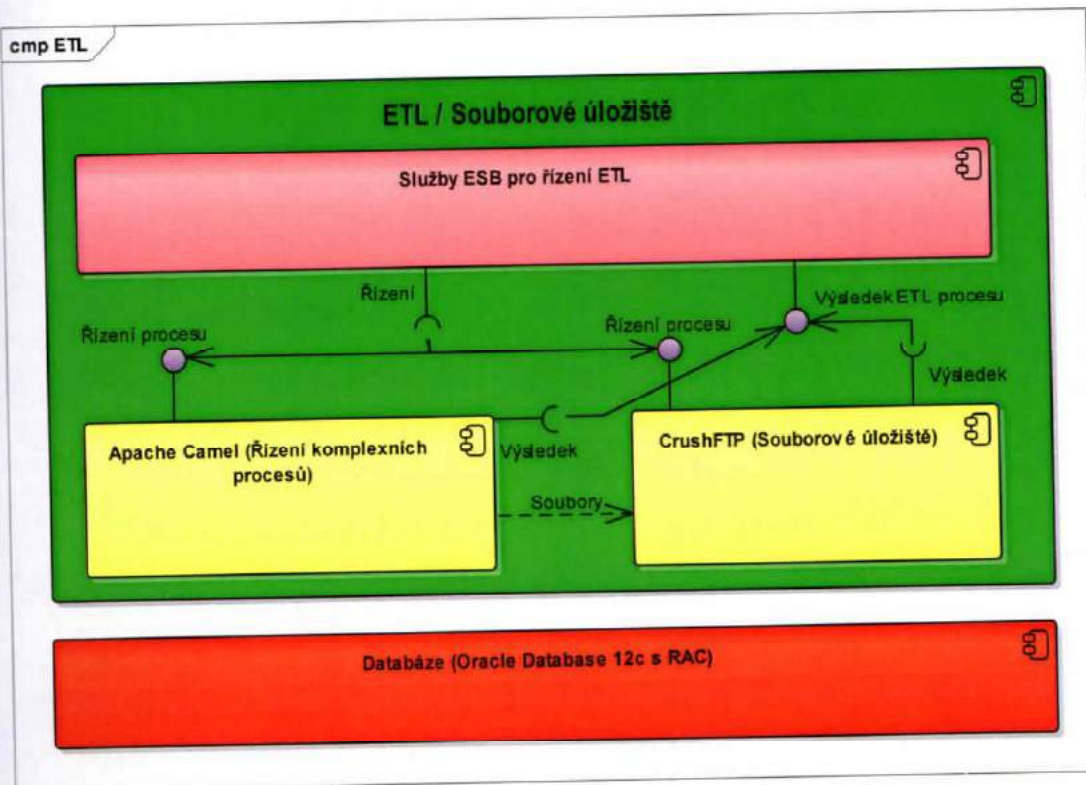 cmp ETL
ETL / Souborové úložiště
Služby ESB pro řízení ETL
Řízení
Výsledek ETL procesu
Řízení procesu
Řízení procesu
Výsledek
Apache Camel (Řízení komplexních
procesů)
Výsledek
CrushFTP (Souborové úložiště)
Soubory
Databáze (Oracle Database 12c s RAC)